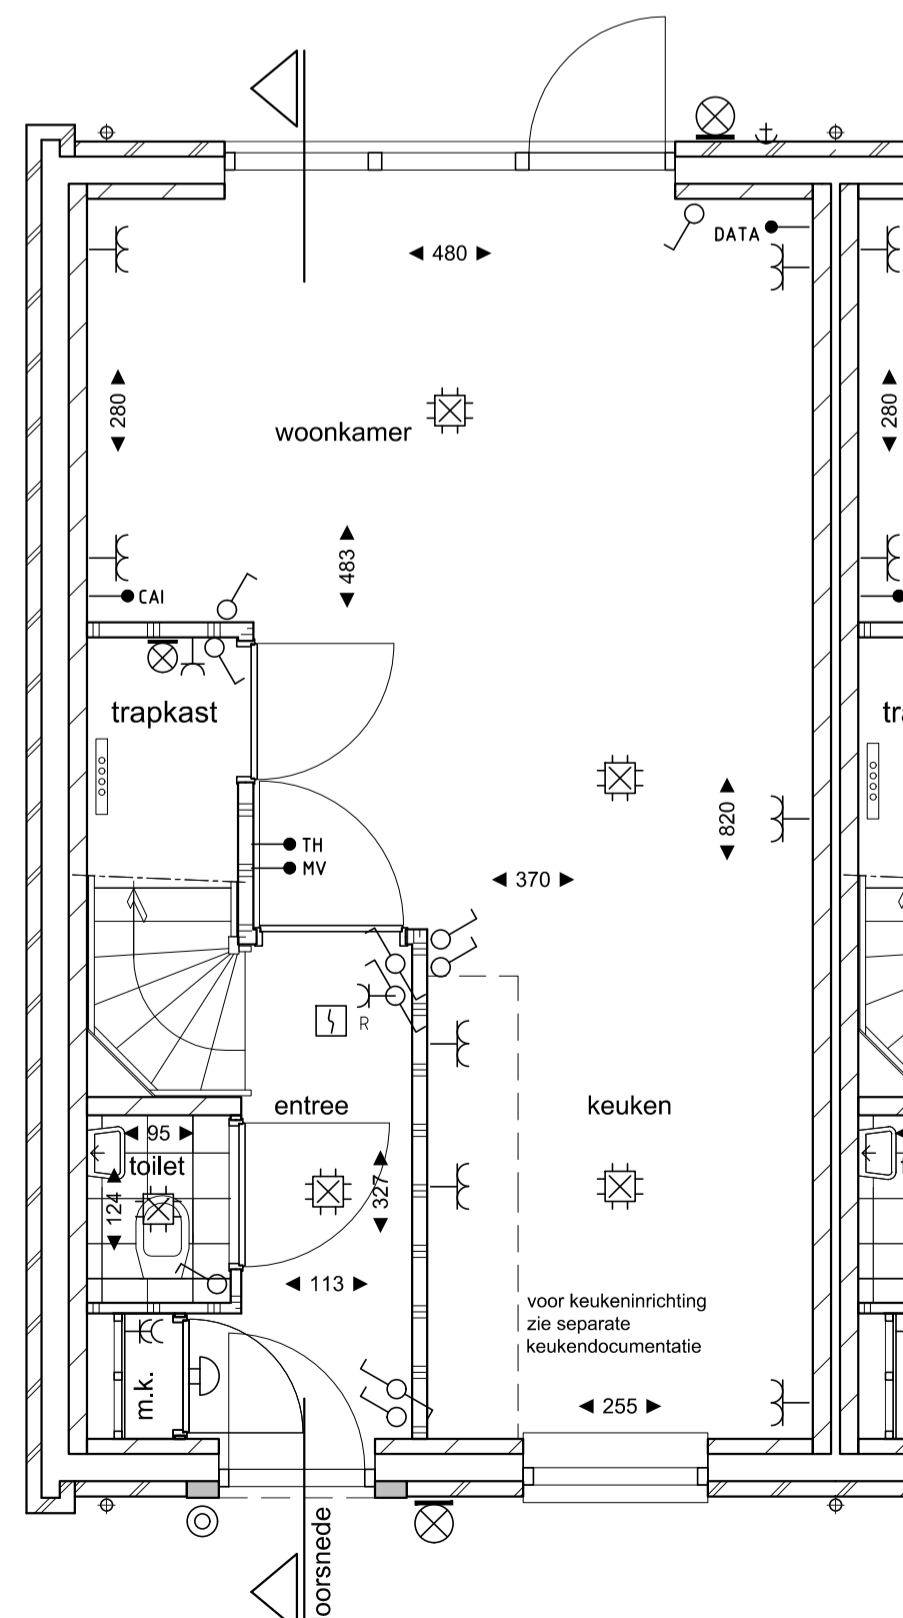 DATA
480
280
280
woonkamer
483
CAI
trapkast
820
TH
MV
370
R
entree
keuken
95
toilet
124
327
113
voor keukeninrichting
zie separate
keukendocumentatie
m.k.
255
oorsnede